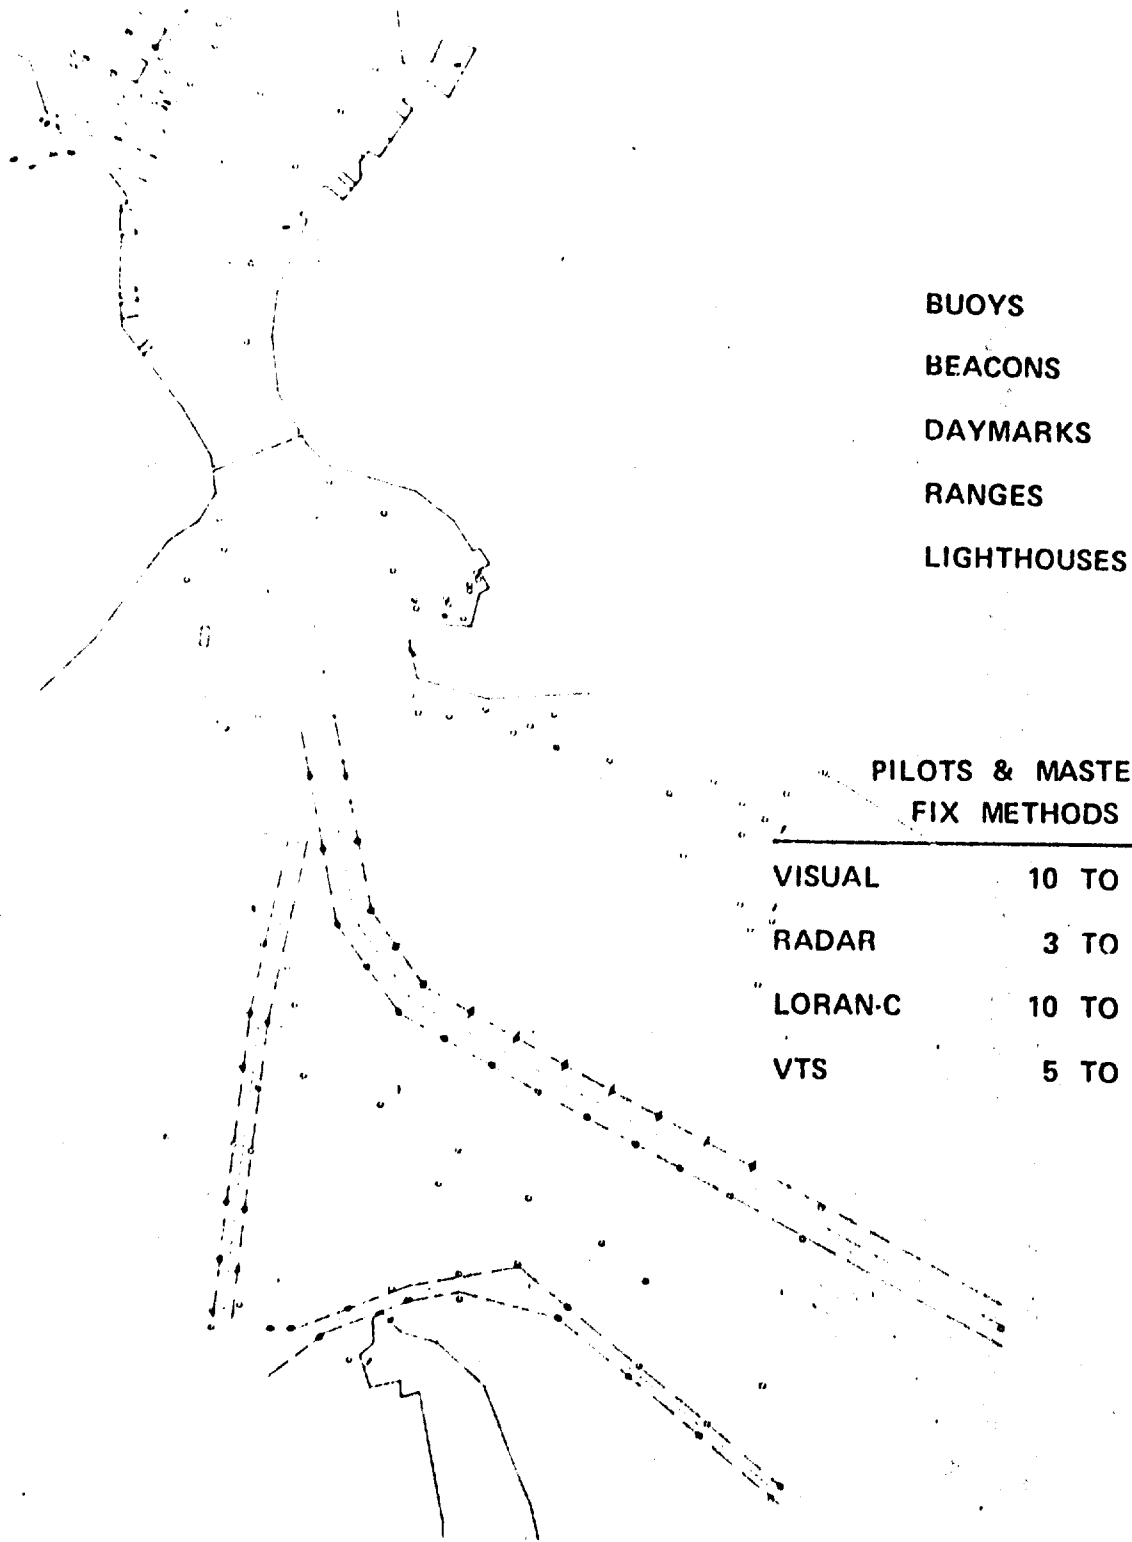 BUOYS
BEACONS
DAYMARKS
RANGES
LIGHTHOUSES
PILOTS & MASTE
FIX METHODS
VISUAL 10 TO
RADAR 3 TO
LORAN-C 10 TO
VTS 5 TO